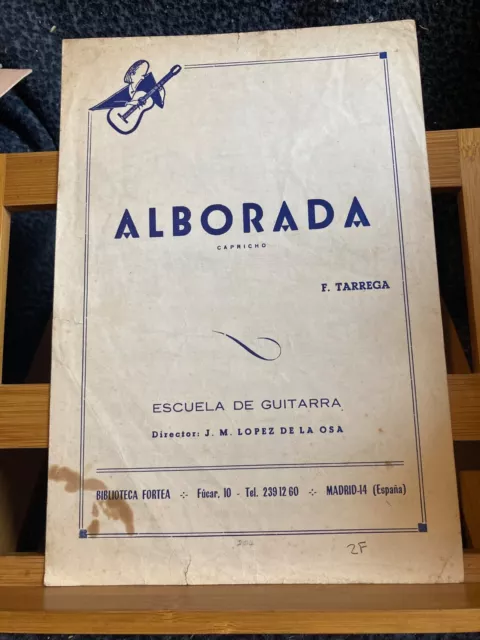 ALBORADA
CAPRICHO
F. TARREGA
ESCUELA DE GUITARRA
Director: J. M. LOPEZ DE LA OSA
BIBLIOTECA FORTEA ·:· Fúcar, 10 - Tel. 239 12 60 ·:· MADRID-14 (España)
2F